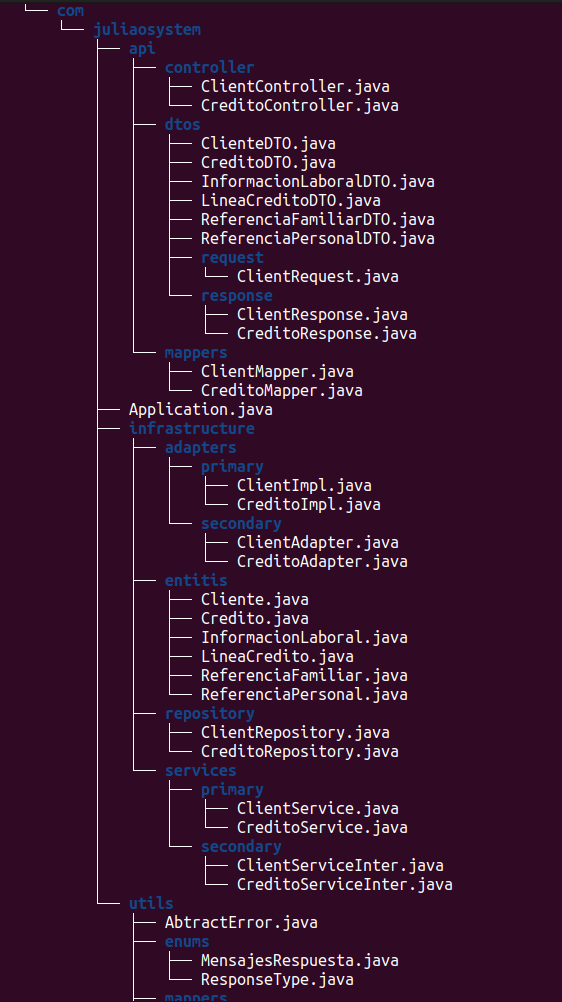 com
juliaosystem
api
controller
ClientController.java
CreditoController.java
dtos
ClienteDTO.java
CreditoDTO.java
InformacionLaboralDTO.java
LineaCreditoDTO.java
ReferenciaFamiliarDTO.java
ReferenciaPersonalDTO.java
request
ClientRequest.java
response
ClientResponse.java
CreditoResponse.java
mappers
ClientMapper.java
CreditoMapper.java
Application.java
infrastructure
adapters
primary
ClientImpl.java
CreditoImpl.java
secondary
ClientAdapter.java
CreditoAdapter.java
entitis
Cliente.java
Credito.java
InformacionLaboral.java
LineaCredito.java
ReferenciaFamiliar.java
ReferenciaPersonal.java
repository
ClientRepository.java
CreditoRepository.java
services
primary
ClientService.java
CreditoService.java
secondary
ClientServiceInter.java
CreditoServiceInter.java
utils
AbtractError.java
enums
MensajesRespuesta.java
ResponseType.java
mappers